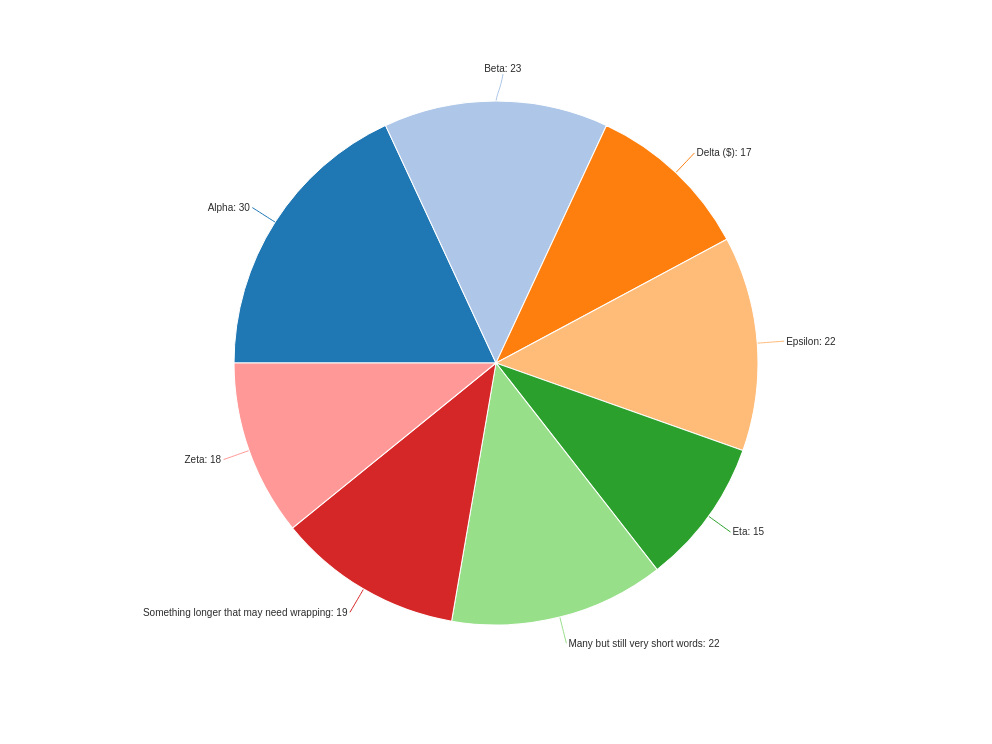 Beta: 23
Delta ($): 17
Alpha: 30
Epsilon: 22
Zeta: 18
Eta: 15
Something longer that may need wrapping: 19
Many but still very short words: 22